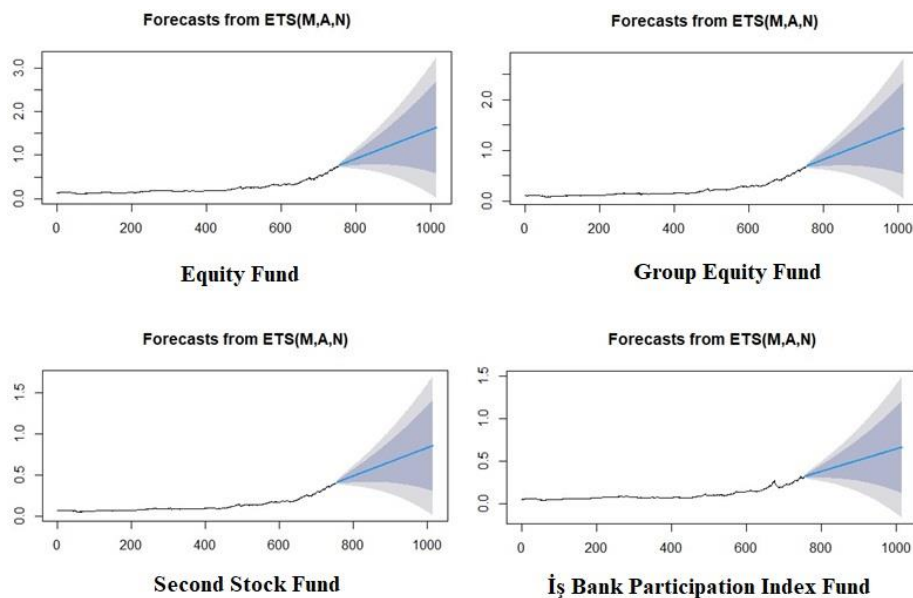 Forecasts from ETS(M,A,N)
3.0
2.0
1.0
0.0
0 200 400 600 800 1000
Equity Fund
Forecasts from ETS(M,A,N)
2.0
1.0
0.0
0 200 400 600 800 1000
Group Equity Fund
Forecasts from ETS(M,A,N)
1.5
1.0
0.5
0.0
0 200 400 600 800 1000
Second Stock Fund
Forecasts from ETS(M,A,N)
1.5
1.0
0.5
0.0
0 200 400 600 800 1000
İş Bank Participation Index Fund